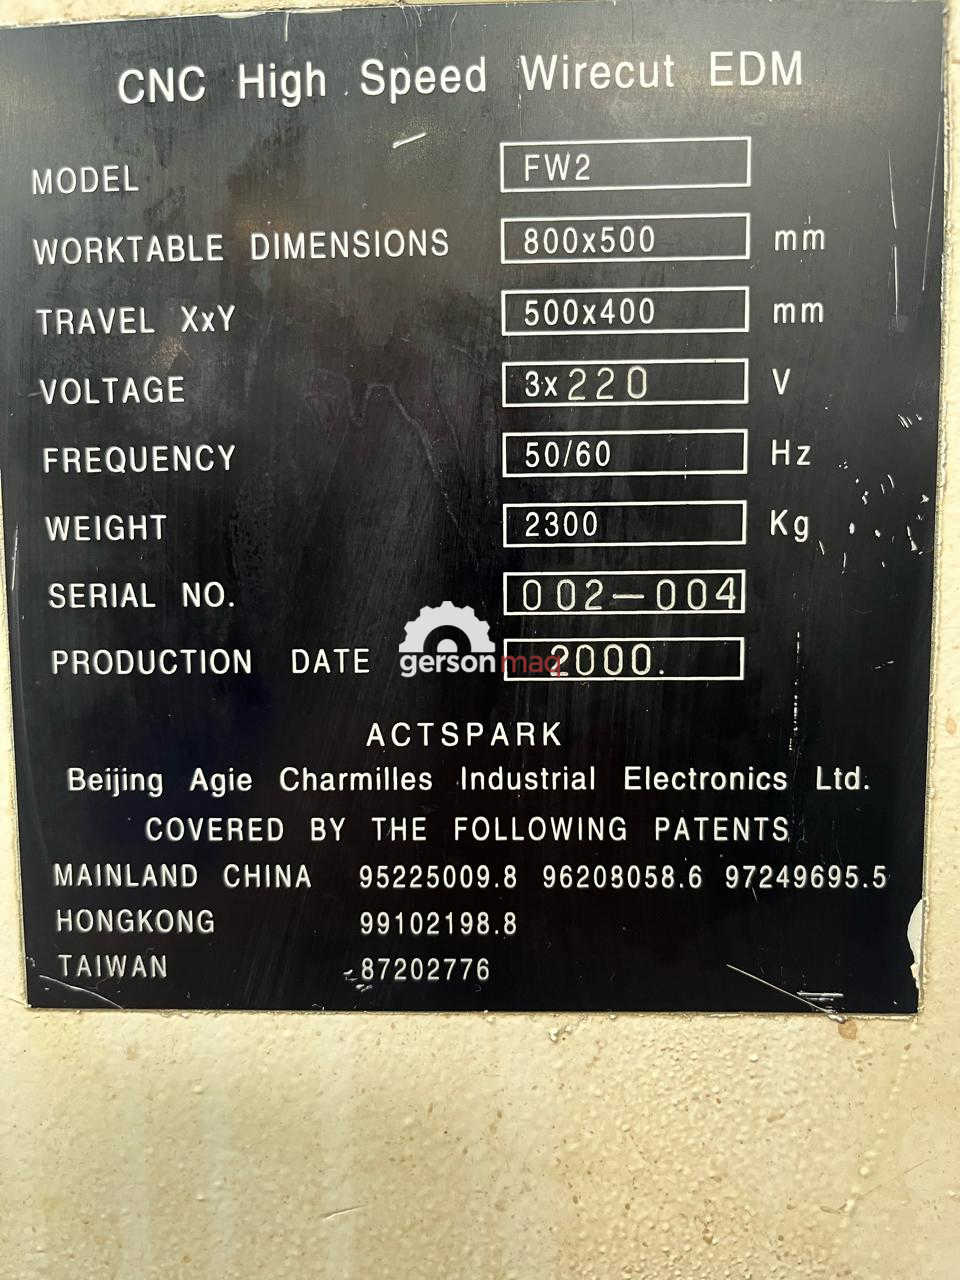 CNC High Speed Wirecut EDM
MODEL FW2
WORKTABLE DIMENSIONS 800x500 mm
TRAVEL XxY 500x400 mm
VOLTAGE 3x220 V
FREQUENCY 50/60 Hz
WEIGHT 2300 Kg
SERIAL NO. 002-004
PRODUCTION DATE 2000.
gerson maq
ACTSPARK
Beijing Agie Charmilles Industrial Electronics Ltd.
COVERED BY THE FOLLOWING PATENTS
MAINLAND CHINA 95225009.8 96208058.6 97249695.5
HONGKONG 99102198.8
TAIWAN 87202776